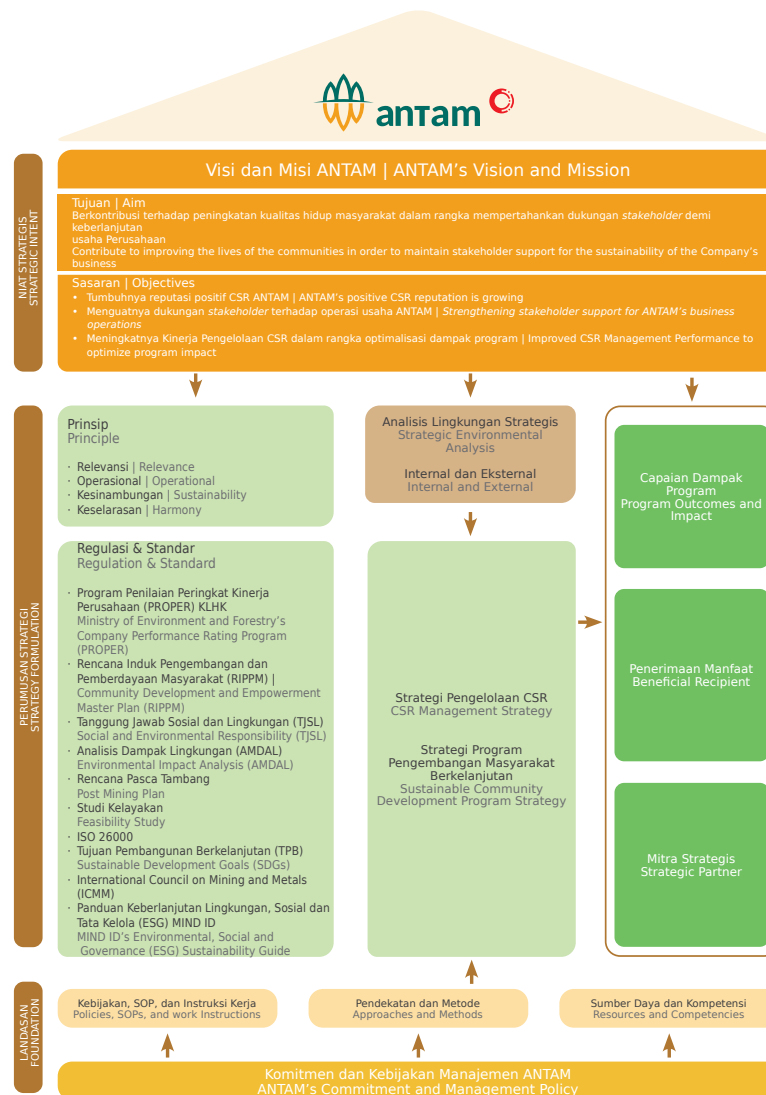 antam
Visi dan Misi ANTAM | ANTAM’s Vision and Mission
NIAT STRATEGIS
STRATEGIC INTENT
Tujuan | Aim
Berkontribusi terhadap peningkatan kualitas hidup masyarakat dalam rangka mempertahankan dukungan stakeholder demi
keberlanjutan
usaha Perusahaan
Contribute to improving the lives of the communities in order to maintain stakeholder support for the sustainability of the Company’s
business
Sasaran | Objectives
• Tumbuhnya reputasi positif CSR ANTAM | ANTAM’s positive CSR reputation is growing
• Menguatnya dukungan stakeholder terhadap operasi usaha ANTAM | Strengthening stakeholder support for ANTAM’s business
operations
• Meningkatnya Kinerja Pengelolaan CSR dalam rangka optimalisasi dampak program | Improved CSR Management Performance to
optimize program impact
PERUMUSAN STRATEGI
STRATEGY FORMULATION
Prinsip
Principle
· Relevansi | Relevance
· Operasional | Operational
· Kesinambungan | Sustainability
· Keselarasan | Harmony
Regulasi & Standar
Regulation & Standard
· Program Penilaian Peringkat Kinerja
Perusahaan (PROPER) KLHK
Ministry of Environment and Forestry’s
Company Performance Rating Program
(PROPER)
· Rencana Induk Pengembangan dan
Pemberdayaan Masyarakat (RIPPM) |
Community Development and Empowerment
Master Plan (RIPPM)
· Tanggung Jawab Sosial dan Lingkungan (TJSL)
Social and Environmental Responsibility (TJSL)
· Analisis Dampak Lingkungan (AMDAL)
Environmental Impact Analysis (AMDAL)
· Rencana Pasca Tambang
Post Mining Plan
· Studi Kelayakan
Feasibility Study
· ISO 26000
· Tujuan Pembangunan Berkelanjutan (TPB)
Sustainable Development Goals (SDGs)
· International Council on Mining and Metals
(ICMM)
· Panduan Keberlanjutan Lingkungan, Sosial dan
Tata Kelola (ESG) MIND ID
MIND ID’s Environmental, Social and
Governance (ESG) Sustainability Guide
Analisis Lingkungan Strategis
Strategic Environmental
Analysis
Internal dan Eksternal
Internal and External
Strategi Pengelolaan CSR
CSR Management Strategy
Strategi Program
Pengembangan Masyarakat
Berkelanjutan
Sustainable Community
Development Program Strategy
Capaian Dampak
Program
Program Outcomes and
Impact
Penerimaan Manfaat
Beneficial Recipient
Mitra Strategis
Strategic Partner
LANDASAN
FOUNDATION
Kebijakan, SOP, dan Instruksi Kerja
Policies, SOPs, and work Instructions
Pendekatan dan Metode
Approaches and Methods
Sumber Daya dan Kompetensi
Resources and Competencies
Komitmen dan Kebijakan Manajemen ANTAM
ANTAM’s Commitment and Management Policy